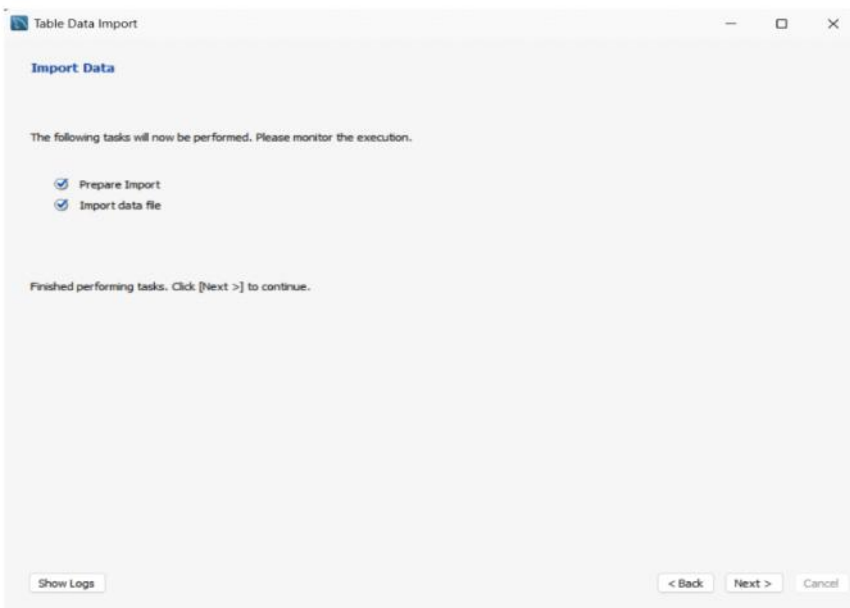 Table Data Import
Import Data
The following tasks will now be performed. Please monitor the execution.
Prepare Import
Import data file
Finished performing tasks. Click [Next >] to continue.
Show Logs
< Back
Next >
Cancel